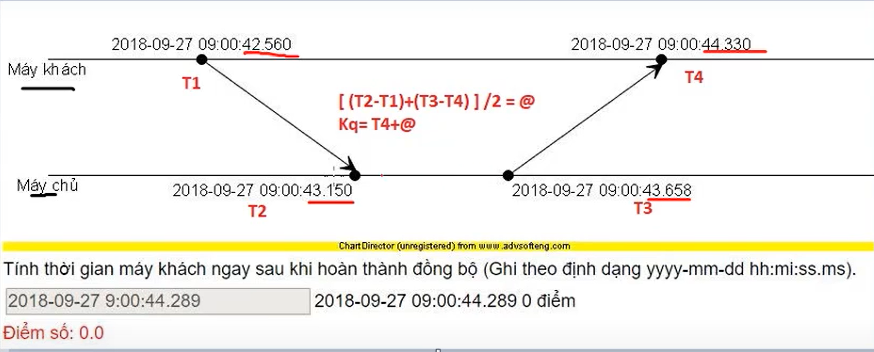 2018-09-27 09:00:42.560 2018-09-27 09:00:44.330
Máy khách
T1 T4
[ (T2-T1)+(T3-T4) ] /2 = @
Kq= T4+@
Máy chủ
2018-09-27 09:00:43.150 2018-09-27 09:00:43.658
T2 T3
ChartDirector (unregistered) from www.advsofteng.com
Tính thời gian máy khách ngay sau khi hoàn thành đồng bộ (Ghi theo định dạng yyyy-mm-dd hh:mi:ss.ms).
2018-09-27 9:00:44.289 2018-09-27 09:00:44.289 0 điểm
Điểm số: 0.0